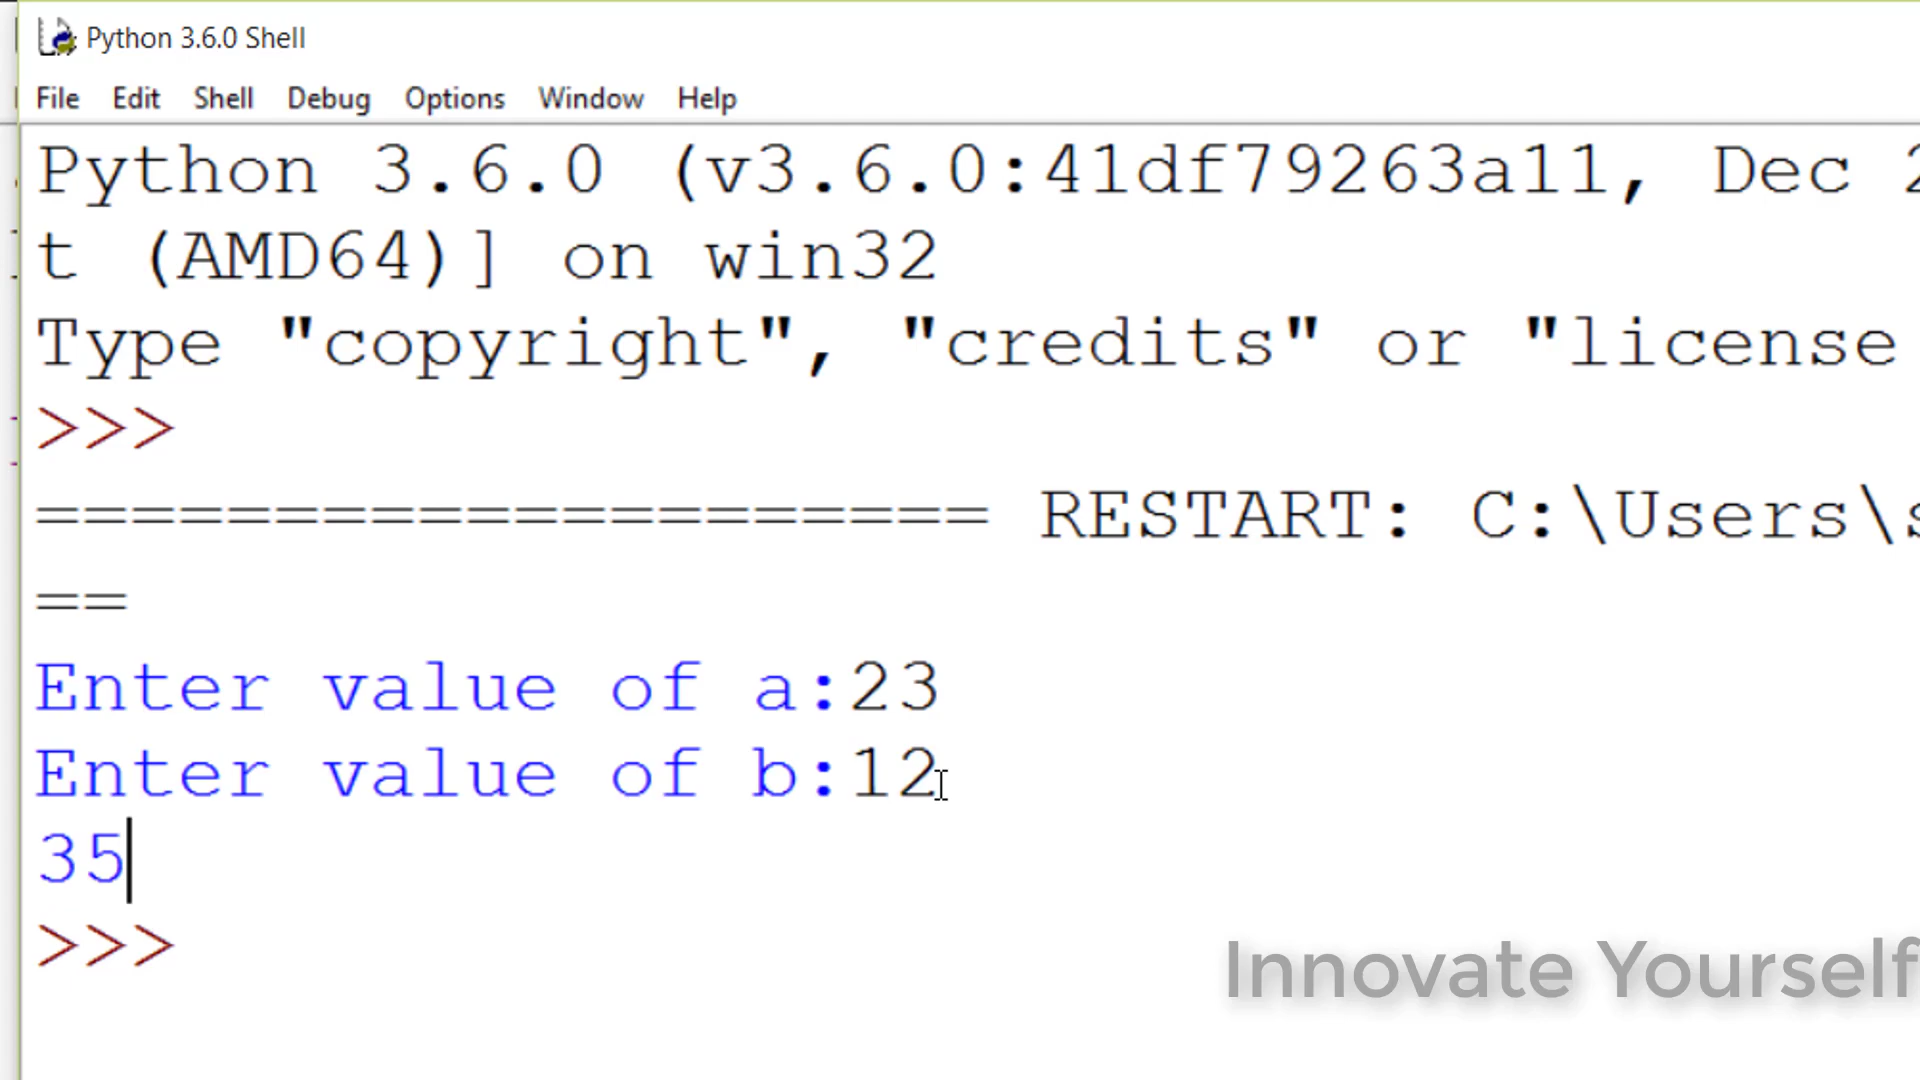 Python 3.6.0 Shell
File Edit Shell Debug Options Window Help
Python 3.6.0 (v3.6.0:41df79263a11, Dec 2
t (AMD64)] on win32
Type "copyright", "credits" or "license
>>>
==================== RESTART: C:\Users\s
==
Enter value of a:23
Enter value of b:12
35
>>>
Innovate Yourself